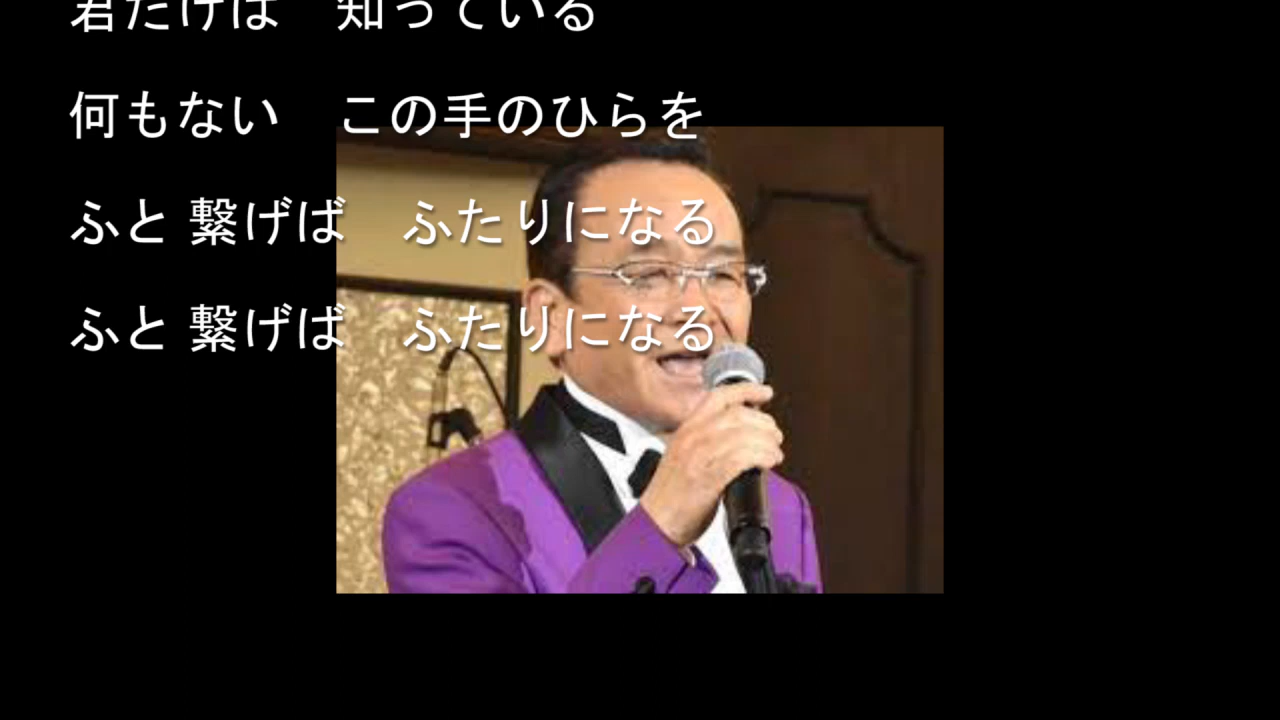 君だけは　知っている
何もない　この手のひらを
ふと 繋げば　ふたりになる
ふと 繋げば　ふたりになる